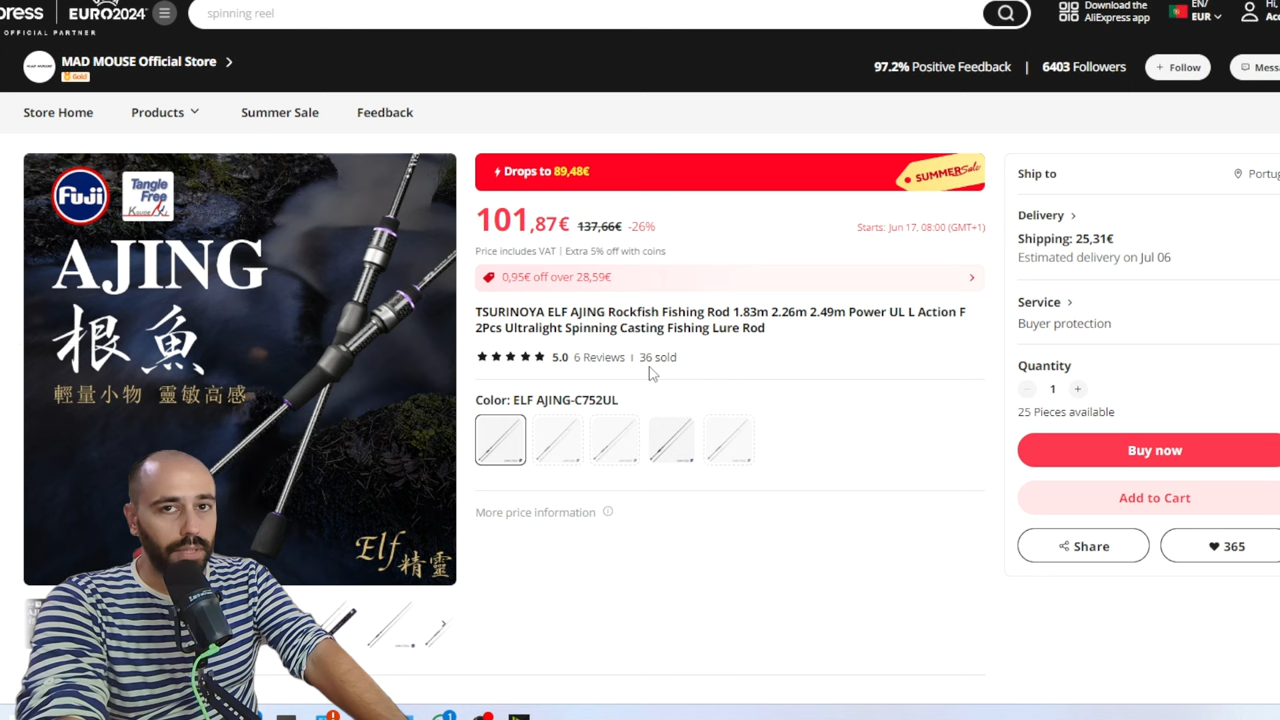 press
EURO2024
OFFICIAL PARTNER
spinning reel
Download the
AliExpress app
EN/
EUR
Hi,
MAD MOUSE Official Store
Gold
97.2% Positive Feedback | 6403 Followers
+ Follow
Store Home
Products
Summer Sale
Feedback
Fuji
Tangle
Free
AJING
根魚
輕量小物 靈敏高感
Elf精靈
Drops to 89,48€
SUMMER Sale
101,87€ 137,66€ -26%
Starts: Jun 17, 08:00 (GMT+1)
Price includes VAT | Extra 5% off with coins
0,95€ off over 28,59€
TSURINOYA ELF AJING Rockfish Fishing Rod 1.83m 2.26m 2.49m Power UL L Action F
2Pcs Ultralight Spinning Casting Fishing Lure Rod
5.0 6 Reviews | 36 sold
Color: ELF AJING-C752UL
More price information
Ship to
Portug
Delivery
Shipping: 25,31€
Estimated delivery on Jul 06
Service
Buyer protection
Quantity
− 1 +
25 Pieces available
Buy now
Add to Cart
Share
365